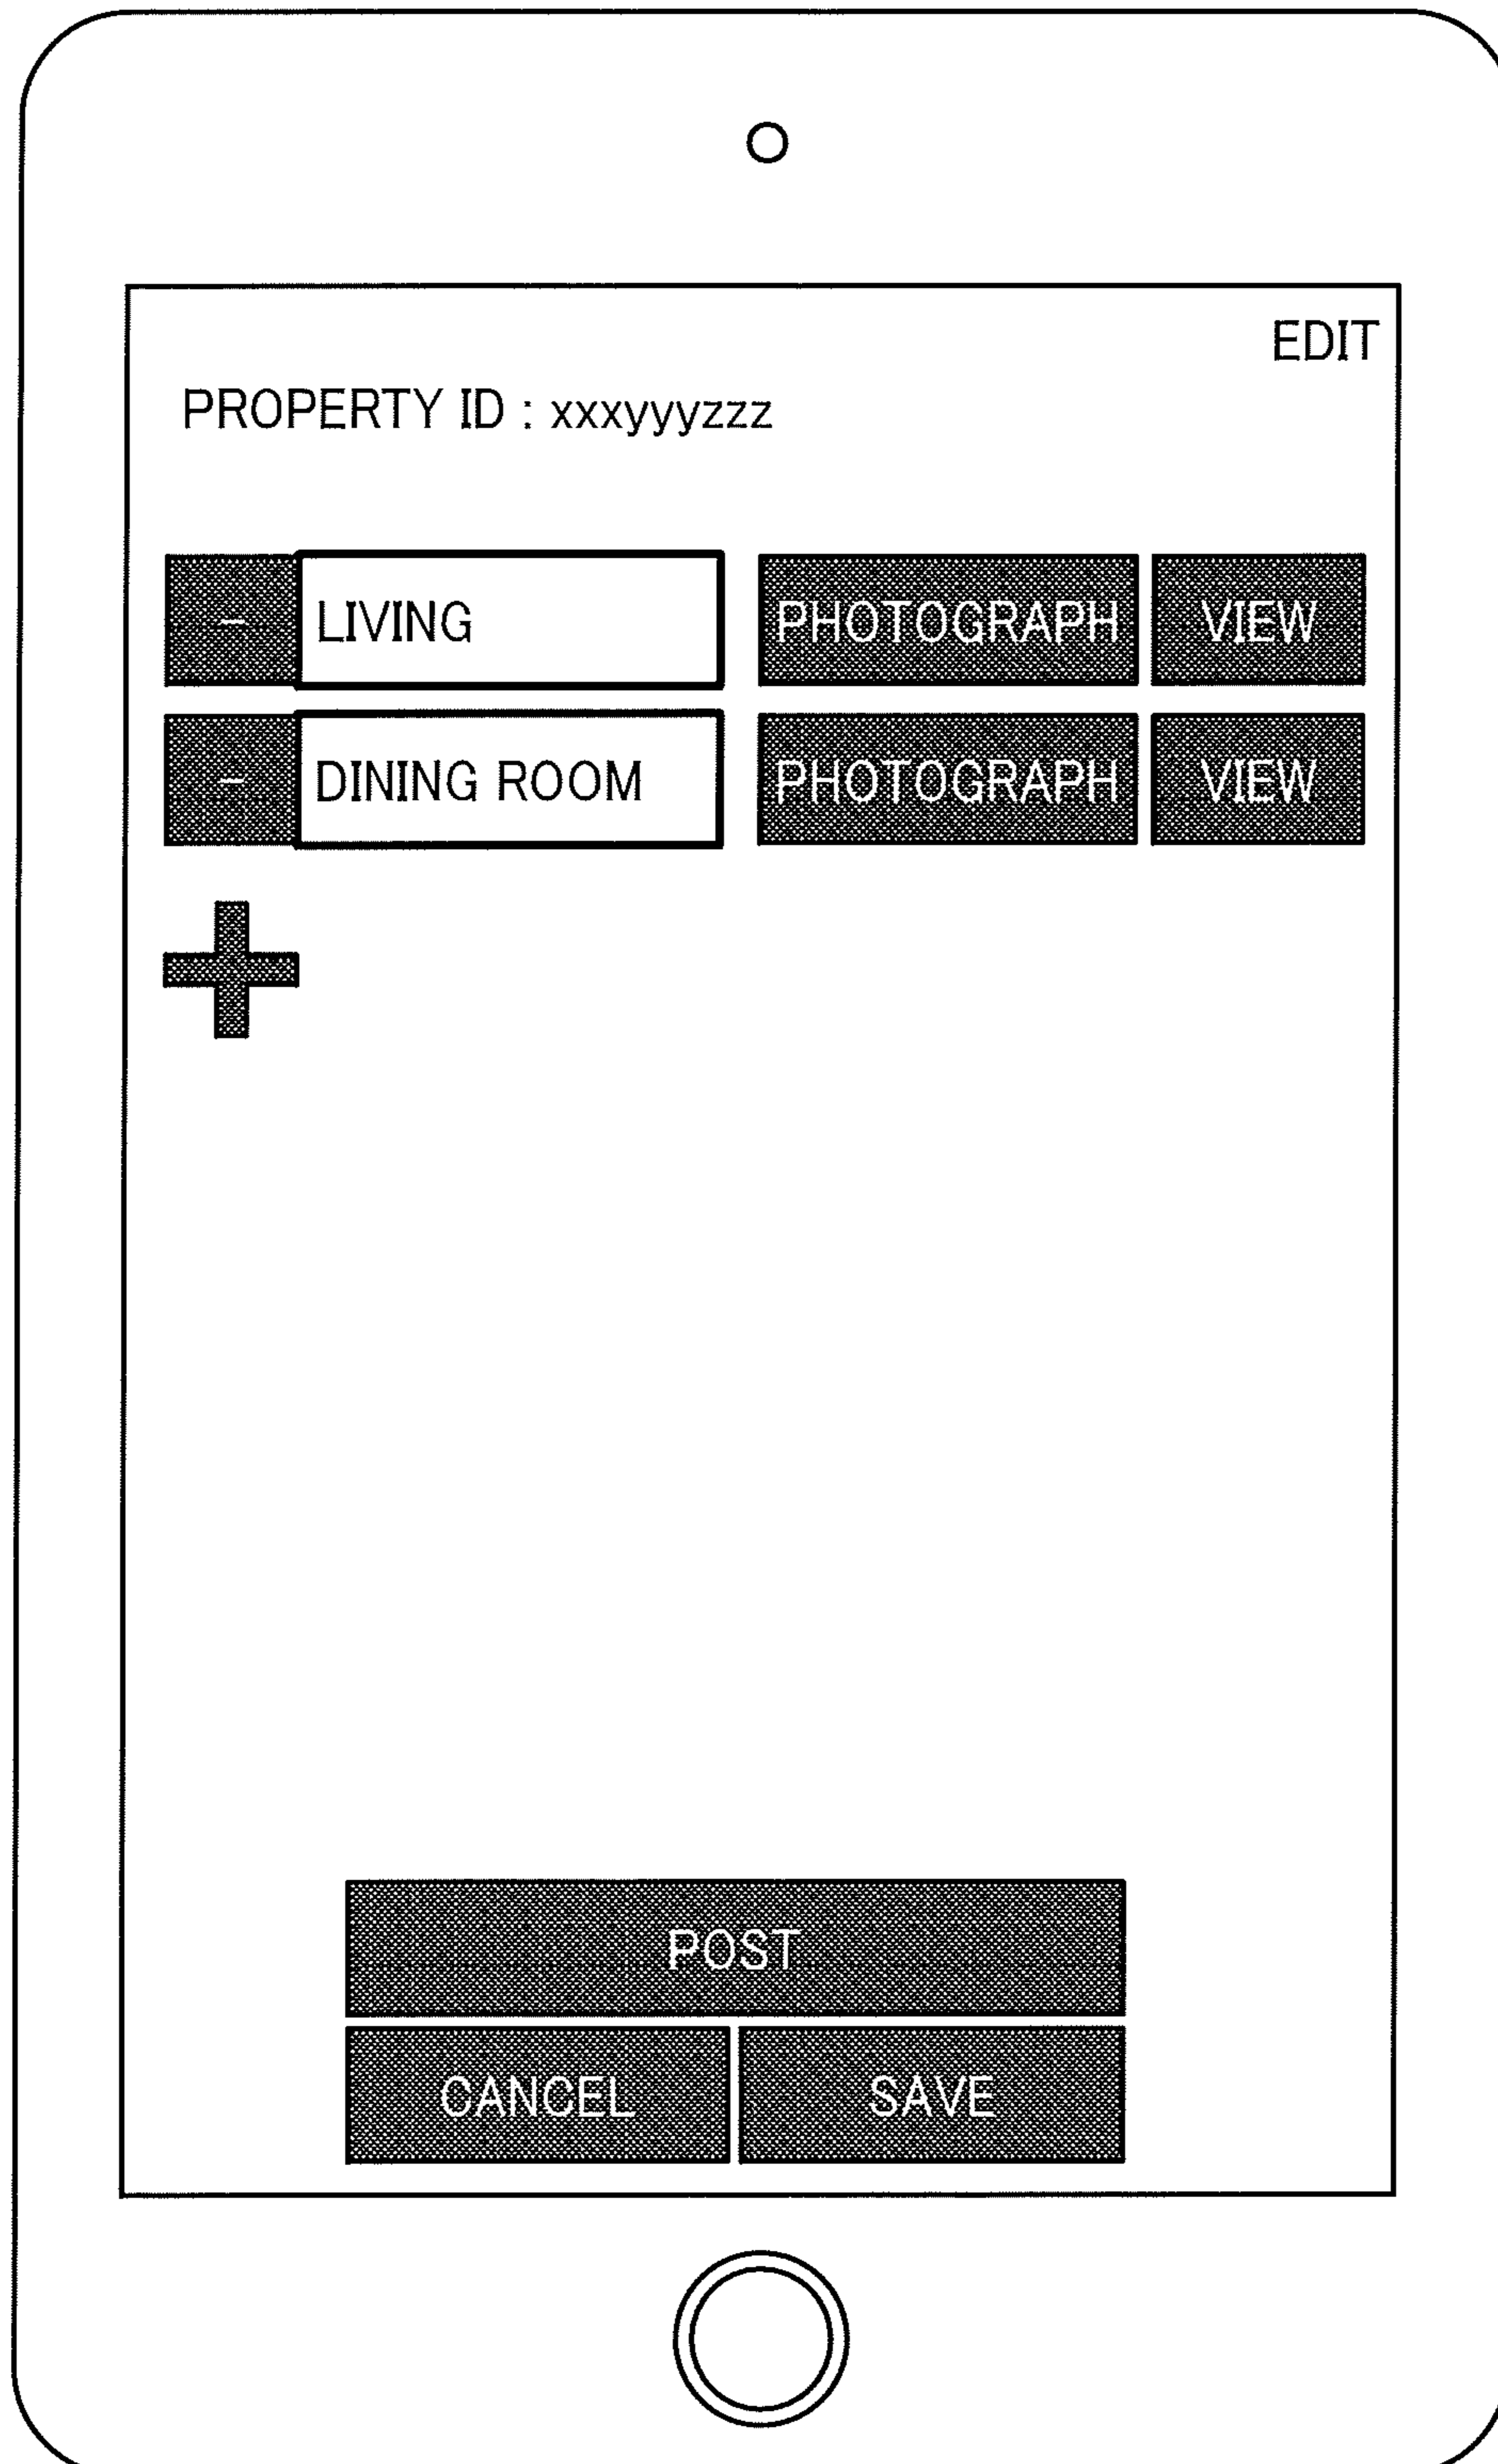 EDIT
PROPERTY ID : xxxyyyzzz
- LIVING PHOTOGRAPH VIEW
- DINING ROOM PHOTOGRAPH VIEW
+
POST
CANCEL SAVE